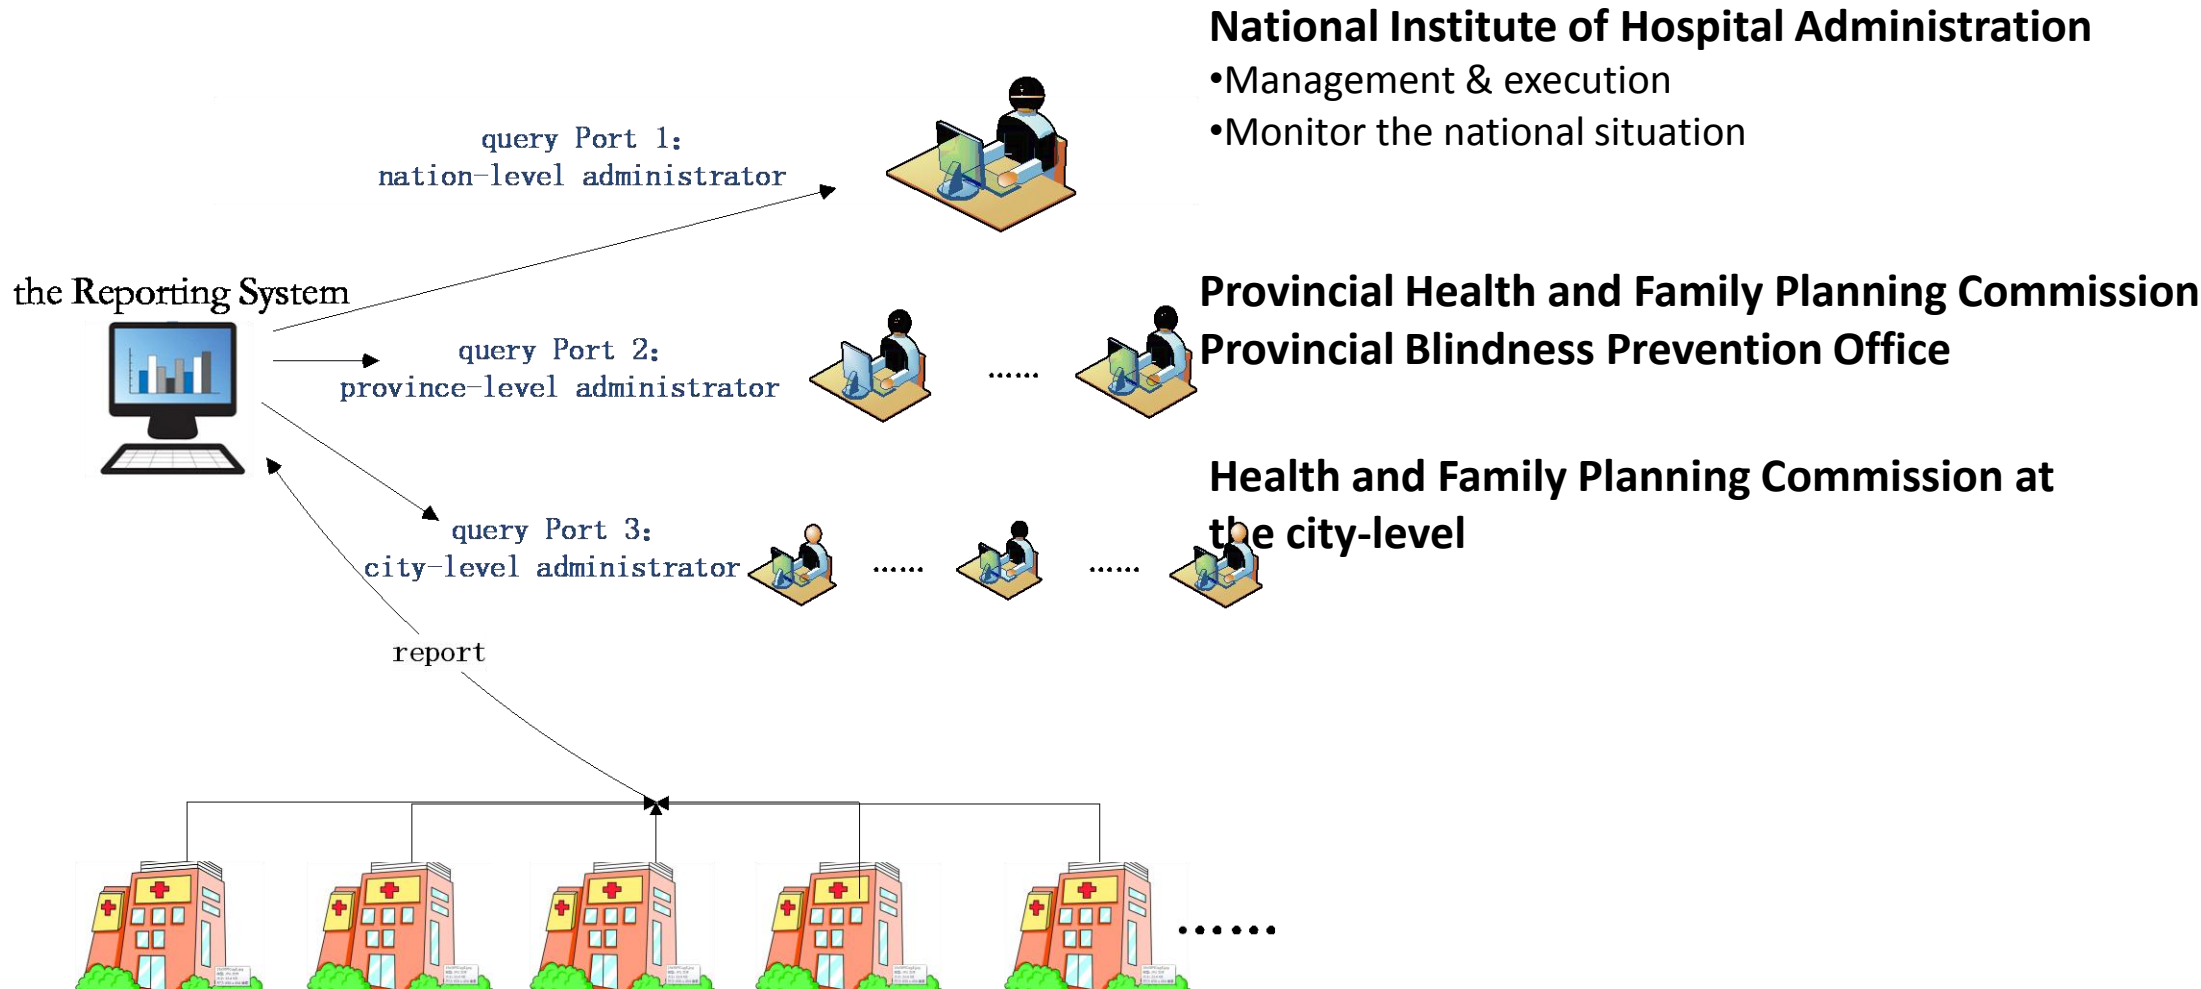 National Institute of Hospital Administration
•Management & execution
•Monitor the national situation
query Port 1:
nation-level administrator
the Reporting System
Provincial Health and Family Planning Commission
Provincial Blindness Prevention Office
query Port 2:
province-level administrator
......
Health and Family Planning Commission at
the city-level
query Port 3:
city-level administrator
......
......
report
......